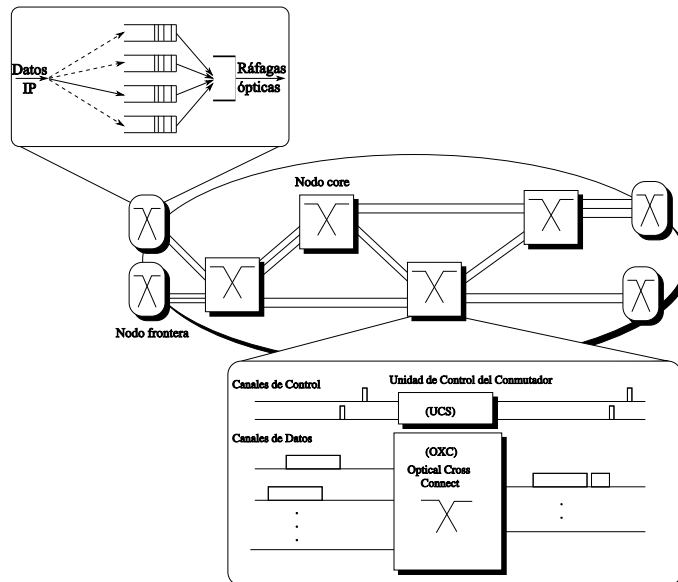 Datos
IP
Ráfagas
ópticas
Nodo core
Nodo frontera
Canales de Control
Unidad de Control del Conmutador
(UCS)
Canales de Datos
(OXC)
Optical Cross
Connect